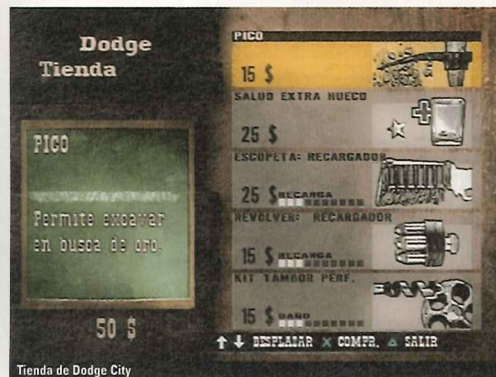 Dodge
Tienda
PICO
Permite excavar
en busca de oro.
50 $
PICO
15 $
SALUD EXTRA HUECO
25 $
ESCOPETA: RECARGADOR
25 $ RECARGA
REVOLVER: RECARGADOR
15 $ RECARGA
KIT TAMBOR PERF.
15 $ DAÑO
↑ ↓ DESPLAZAR X COMPR. △ SALIR
Tienda de Dodge City